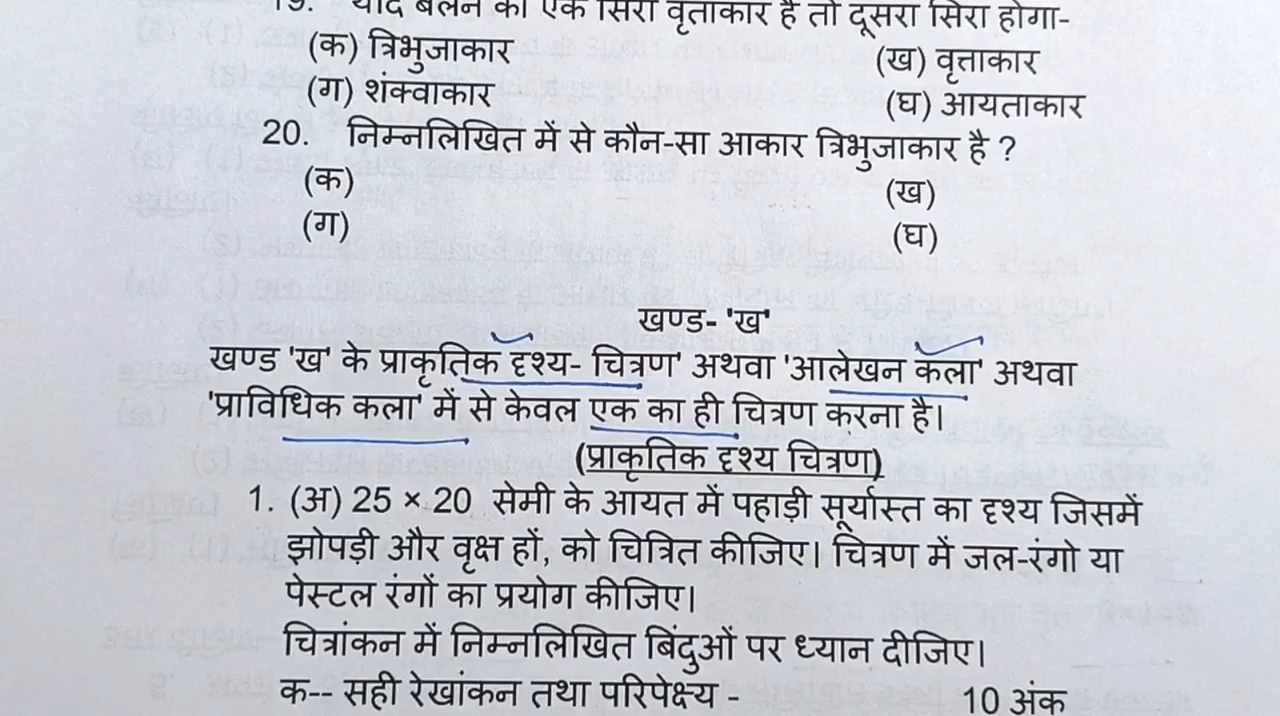 19. यदि बेलन का एक सिरा वृताकार है तो दूसरा सिरा होगा-
(क) त्रिभुजाकार (ख) वृत्ताकार
(ग) शंक्वाकार (घ) आयताकार
20. निम्नलिखित में से कौन-सा आकार त्रिभुजाकार है ?
(क) (ख)
(ग) (घ)
खण्ड- 'ख'
खण्ड 'ख' के प्राकृतिक दृश्य- चित्रण' अथवा 'आलेखन कला' अथवा
'प्राविधिक कला' में से केवल एक का ही चित्रण करना है।
(प्राकृतिक दृश्य चित्रण)
1. (अ) 25 × 20 सेमी के आयत में पहाड़ी सूर्यास्त का दृश्य जिसमें
झोपड़ी और वृक्ष हों, को चित्रित कीजिए। चित्रण में जल-रंगो या
पेस्टल रंगों का प्रयोग कीजिए।
चित्रांकन में निम्नलिखित बिंदुओं पर ध्यान दीजिए।
क-- सही रेखांकन तथा परिपेक्ष्य - 10 अंक